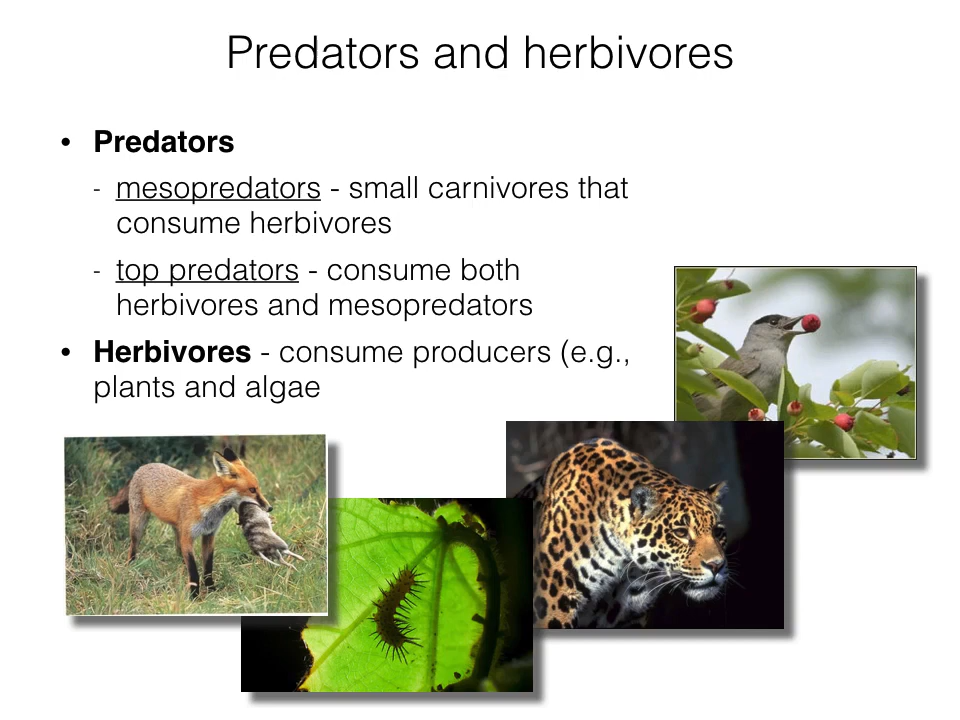 Predators and herbivores
• Predators
- mesopredators - small carnivores that
consume herbivores
- top predators - consume both
herbivores and mesopredators
• Herbivores - consume producers (e.g.,
plants and algae